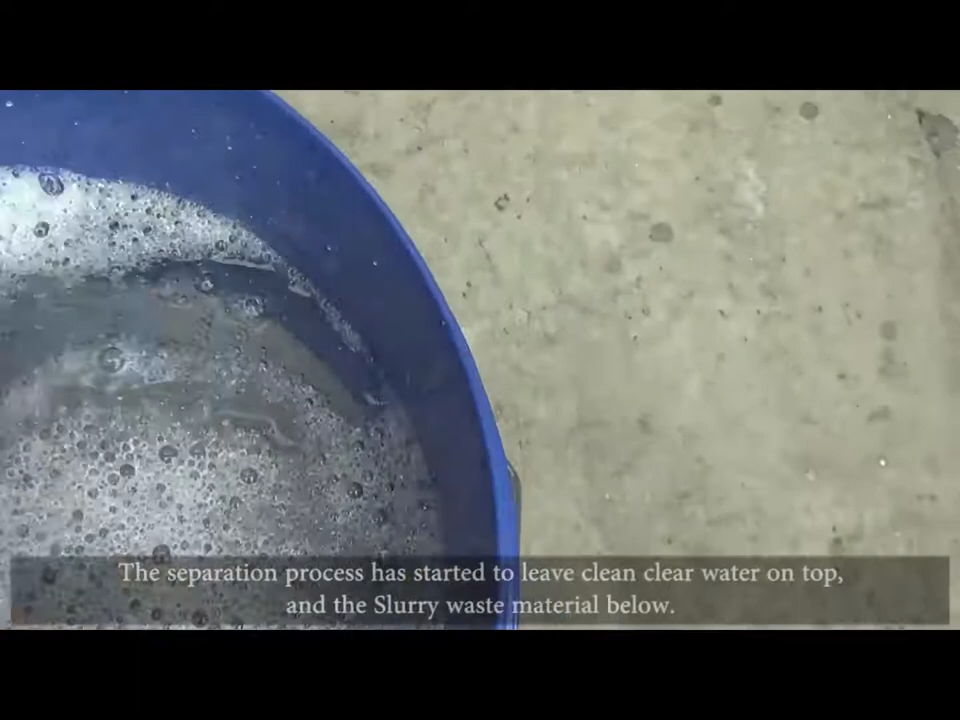 The separation process has started to leave clean clear water on top,
and the Slurry waste material below.